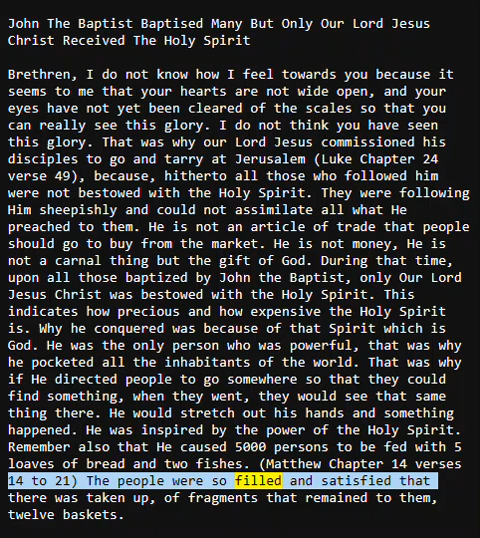 John The Baptist Baptised Many But Only Our Lord Jesus
Christ Received The Holy Spirit
Brethren, I do not know how I feel towards you because it
seems to me that your hearts are not wide open, and your
eyes have not yet been cleared of the scales so that you
can really see this glory. I do not think you have seen
this glory. That was why our Lord Jesus commissioned his
disciples to go and tarry at Jerusalem (Luke Chapter 24
verse 49), because, hitherto all those who followed him
were not bestowed with the Holy Spirit. They were following
Him sheepishly and could not assimilate all what He
preached to them. He is not an article of trade that people
should go to buy from the market. He is not money, He is
not a carnal thing but the gift of God. During that time,
upon all those baptized by John the Baptist, only Our Lord
Jesus Christ was bestowed with the Holy Spirit. This
indicates how precious and how expensive the Holy Spirit
is. Why he conquered was because of that Spirit which is
God. He was the only person who was powerful, that was why
he pocketed all the inhabitants of the world. That was why
if He directed people to go somewhere so that they could
find something, when they went, they would see that same
thing there. He would stretch out his hands and something
happened. He was inspired by the power of the Holy Spirit.
Remember also that He caused 5000 persons to be fed with 5
loaves of bread and two fishes. (Matthew Chapter 14 verses
14 to 21) The people were so filled and satisfied that
there was taken up, of fragments that remained to them,
twelve baskets.